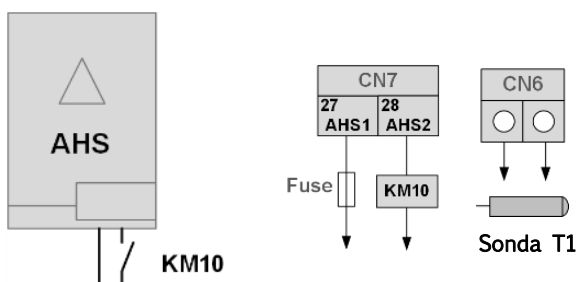 AHS
KM10
CN7
27 28
AHS1 AHS2
Fuse
KM10
CN6
Sonda T1